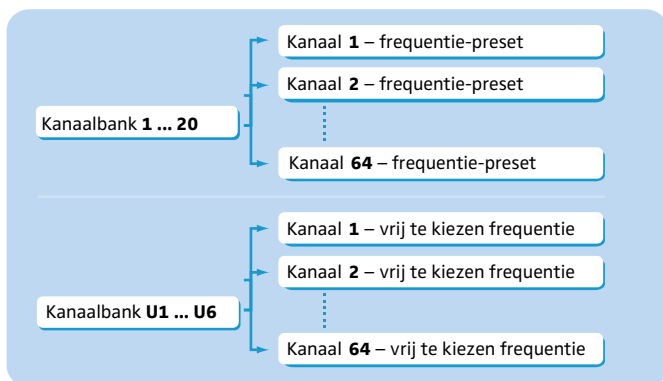 Kanaal 1 – frequentie-preset
Kanaal 2 – frequentie-preset
Kanaalbank 1 ... 20
Kanaal 64 – frequentie-preset
Kanaal 1 – vrij te kiezen frequentie
Kanaal 2 – vrij te kiezen frequentie
Kanaalbank U1 ... U6
Kanaal 64 – vrij te kiezen frequentie